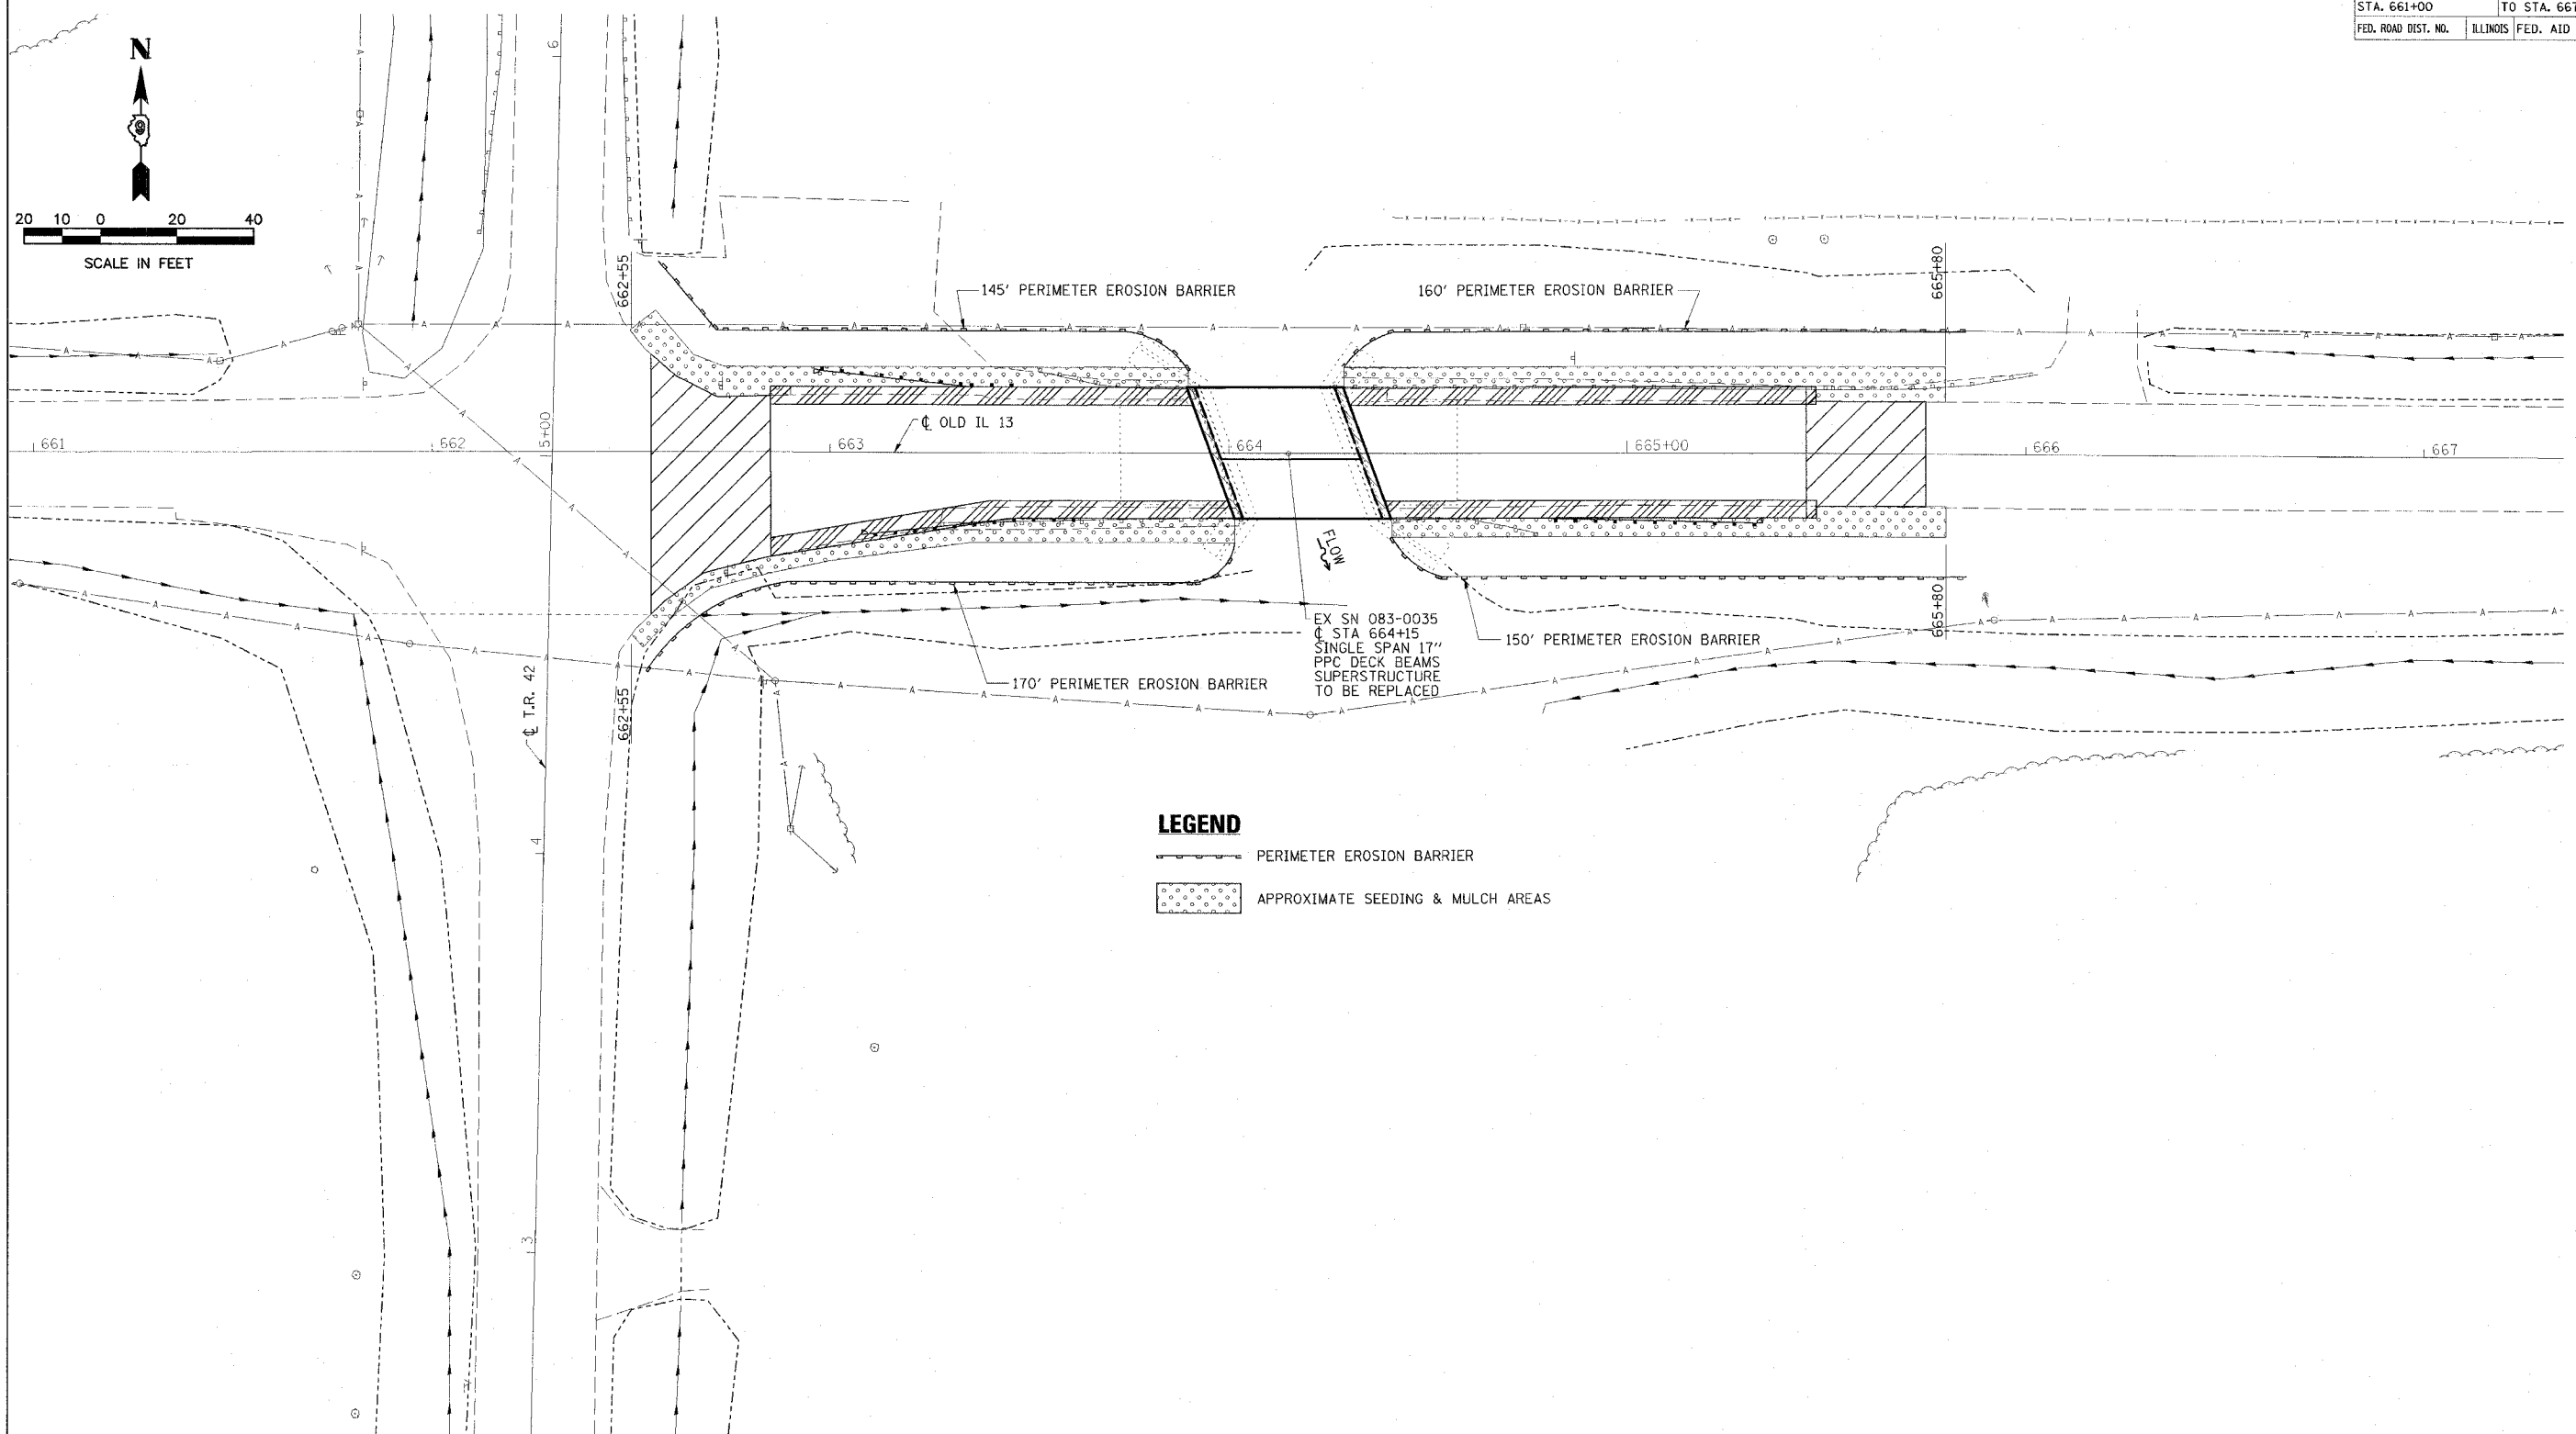 STA. 661+00 TO STA. 667
FED. ROAD DIST. NO. ILLINOIS FED. AID
N
20 10 0 20 40
SCALE IN FEET
6
662+55
145' PERIMETER EROSION BARRIER
160' PERIMETER EROSION BARRIER
665+80
℄ OLD IL 13
661
662
15+00
663
664
665+00
666
667
FLOW
EX SN 083-0035
℄ STA 664+15
SINGLE SPAN 17"
PPC DECK BEAMS
SUPERSTRUCTURE
TO BE REPLACED
150' PERIMETER EROSION BARRIER
665+80
170' PERIMETER EROSION BARRIER
℄ T.R. 42
662+55
4
LEGEND
PERIMETER EROSION BARRIER
APPROXIMATE SEEDING & MULCH AREAS
3